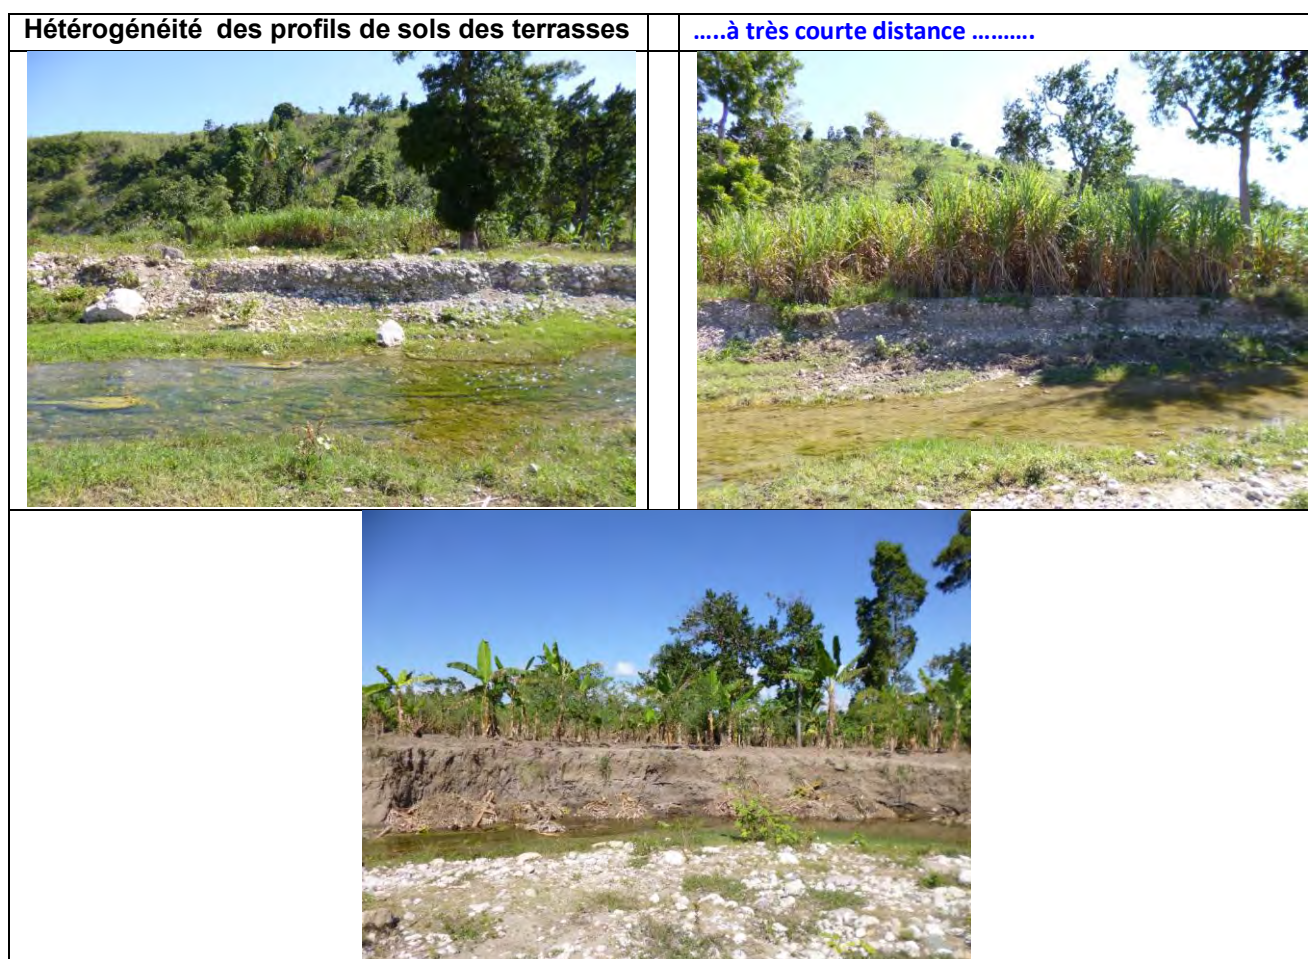 Hétérogénéité des profils de sols des terrasses
…..à très courte distance ……….